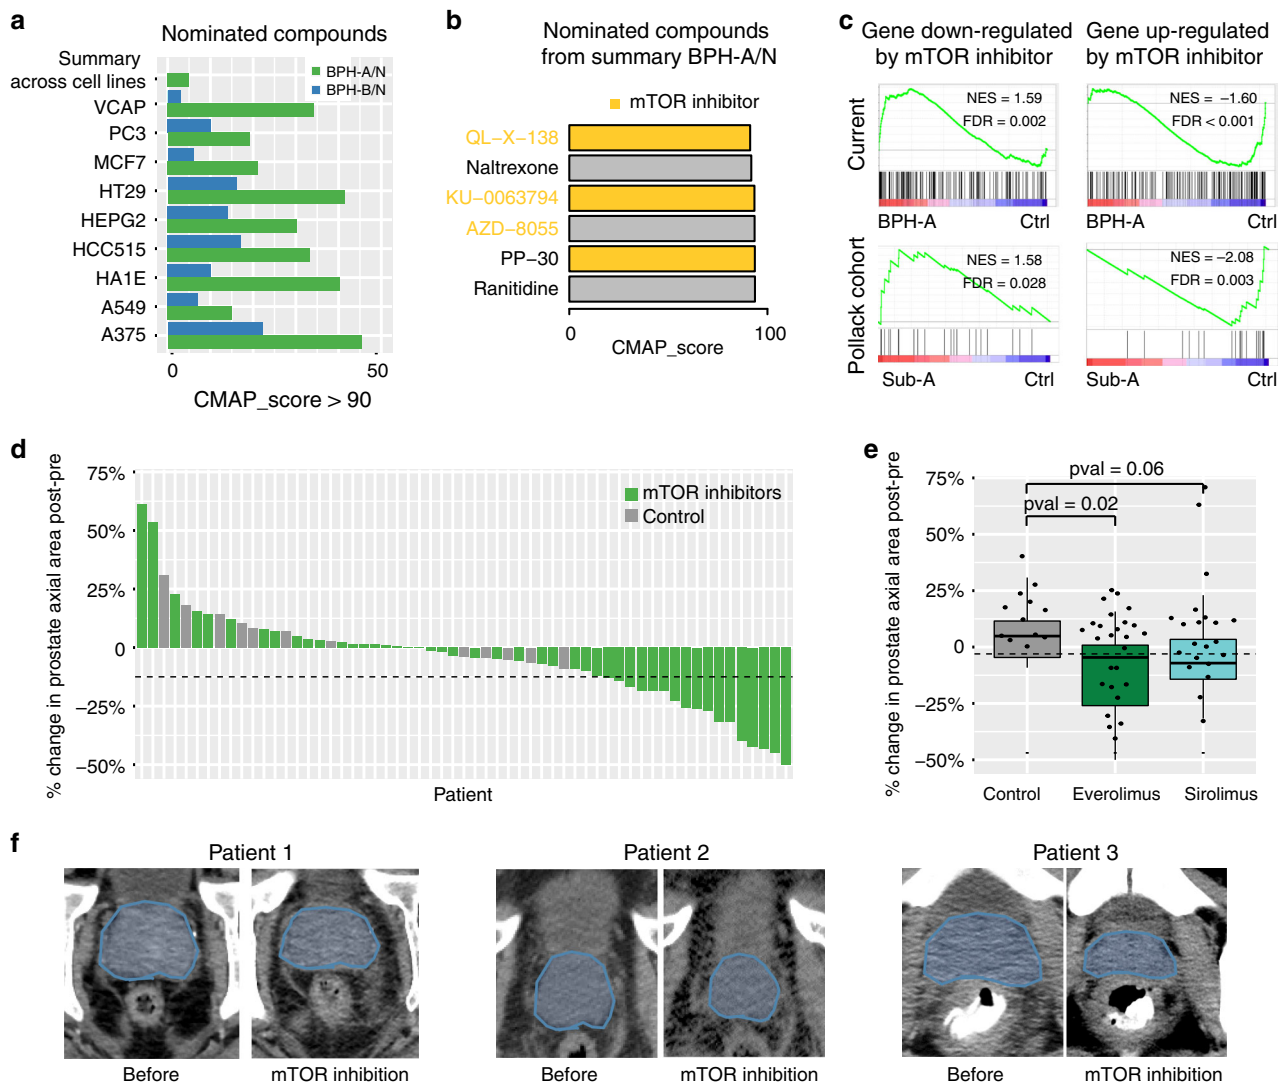 a
Nominated compounds
Summary
across cell lines
VCAP
PC3
MCF7
HT29
HEPG2
HCC515
HA1E
A549
A375
BPH-A/N
BPH-B/N
0
50
CMAP_score > 90
b
Nominated compounds
from summary BPH-A/N
mTOR inhibitor
QL-X-138
Naltrexone
KU-0063794
AZD-8055
PP-30
Ranitidine
0
100
CMAP_score
c
Gene down-regulated
by mTOR inhibitor
Gene up-regulated
by mTOR inhibitor
Current
NES = 1.59
FDR = 0.002
BPH-A
Ctrl
NES = −1.60
FDR < 0.001
BPH-A
Ctrl
Pollack cohort
NES = 1.58
FDR = 0.028
Sub-A
Ctrl
NES = −2.08
FDR = 0.003
Sub-A
Ctrl
d
% change in prostate axial area post-pre
75%
50%
25%
0
−25%
−50%
mTOR inhibitors
Control
Patient
e
% change in prostate axial area post-pre
75%
50%
25%
0
−25%
−50%
pval = 0.06
pval = 0.02
Control
Everolimus
Sirolimus
f
Patient 1
Before
mTOR inhibition
Patient 2
Before
mTOR inhibition
Patient 3
Before
mTOR inhibition